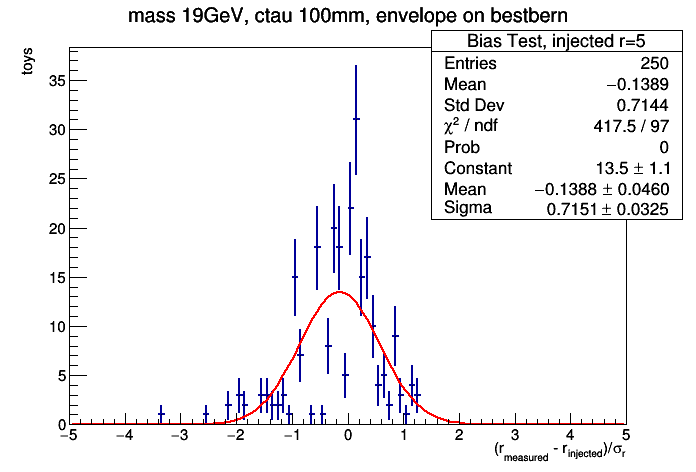 mass 19GeV, ctau 100mm, envelope on bestbern
toys
Bias Test, injected r=5
Entries 250
Mean −0.1389
Std Dev 0.7144
χ² / ndf 417.5 / 97
Prob 0
Constant 13.5 ± 1.1
Mean −0.1388 ± 0.0460
Sigma 0.7151 ± 0.0325
35
30
25
20
15
10
5
0
−5 −4 −3 −2 −1 0 1 2 3 4 5
(r_measured - r_injected)/σ_r